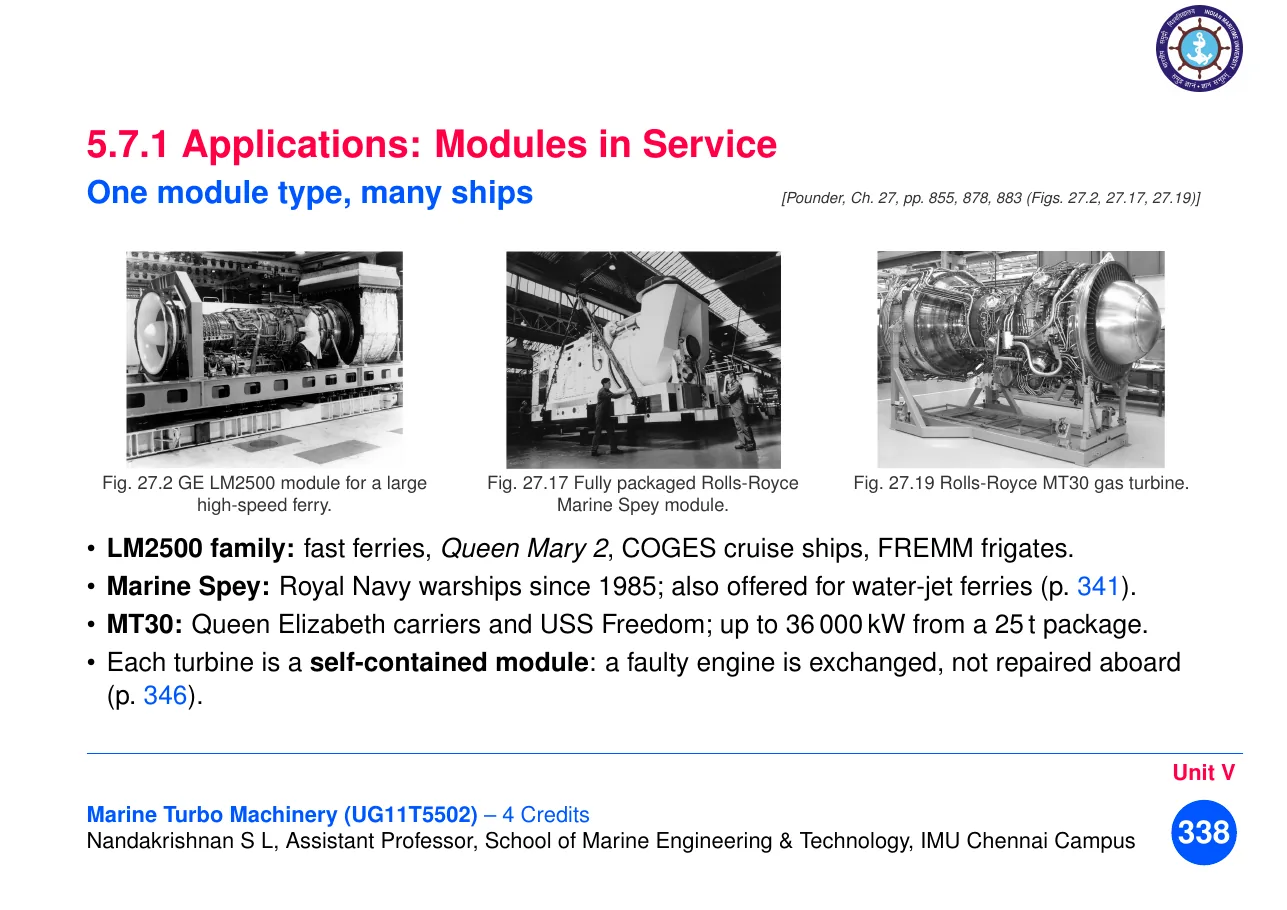 INDIAN MARITIME UNIVERSITY
5.7.1 Applications: Modules in Service
One module type, many ships
[Pounder, Ch. 27, pp. 855, 878, 883 (Figs. 27.2, 27.17, 27.19)]
Fig. 27.2 GE LM2500 module for a large
high-speed ferry.
Fig. 27.17 Fully packaged Rolls-Royce
Marine Spey module.
Fig. 27.19 Rolls-Royce MT30 gas turbine.
• LM2500 family: fast ferries, Queen Mary 2, COGES cruise ships, FREMM frigates.
• Marine Spey: Royal Navy warships since 1985; also offered for water-jet ferries (p. 341).
• MT30: Queen Elizabeth carriers and USS Freedom; up to 36 000 kW from a 25 t package.
• Each turbine is a self-contained module: a faulty engine is exchanged, not repaired aboard
(p. 346).
Unit V
Marine Turbo Machinery (UG11T5502) – 4 Credits
Nandakrishnan S L, Assistant Professor, School of Marine Engineering & Technology, IMU Chennai Campus
338